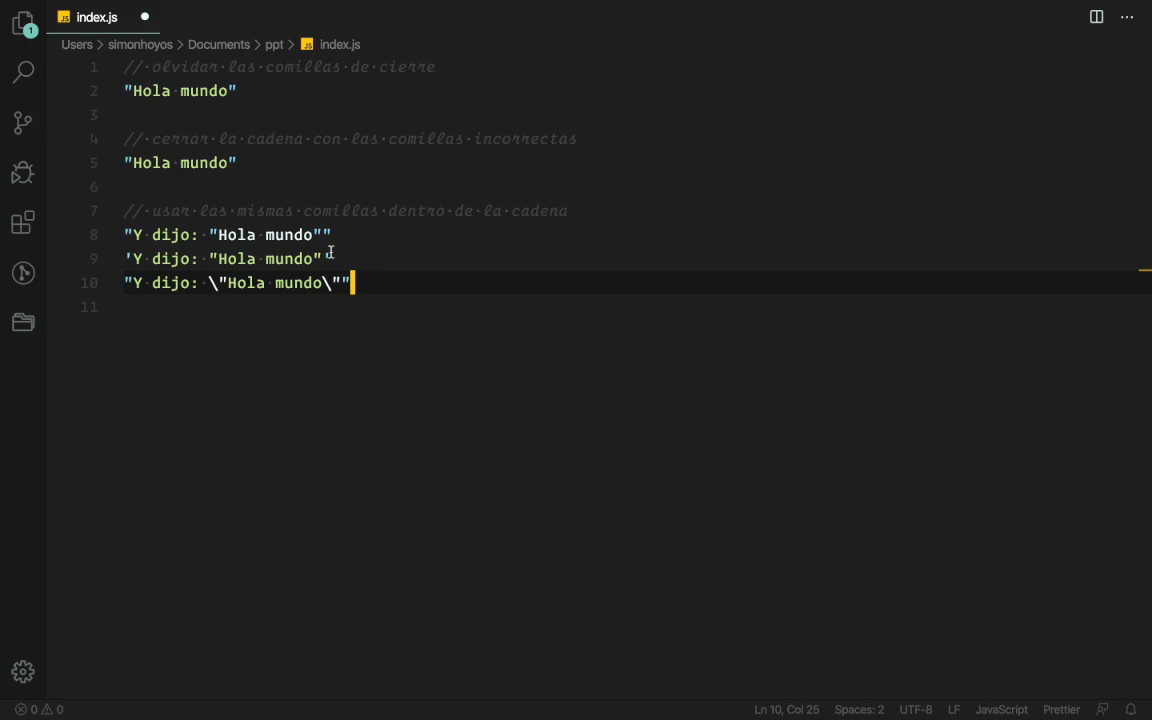 index.js
Users > simonhoyos > Documents > ppt > JS index.js
1 // olvidar las comillas de cierre
2 "Hola mundo"
3
4 // cerrar la cadena con las comillas incorrectas
5 "Hola mundo"
6
7 // usar las mismas comillas dentro de la cadena
8 "Y dijo: "Hola mundo""
9 'Y dijo: "Hola mundo"'
10 "Y dijo: \"Hola mundo\""
11
1
0 0 Ln 10, Col 25 Spaces: 2 UTF-8 LF JavaScript Prettier